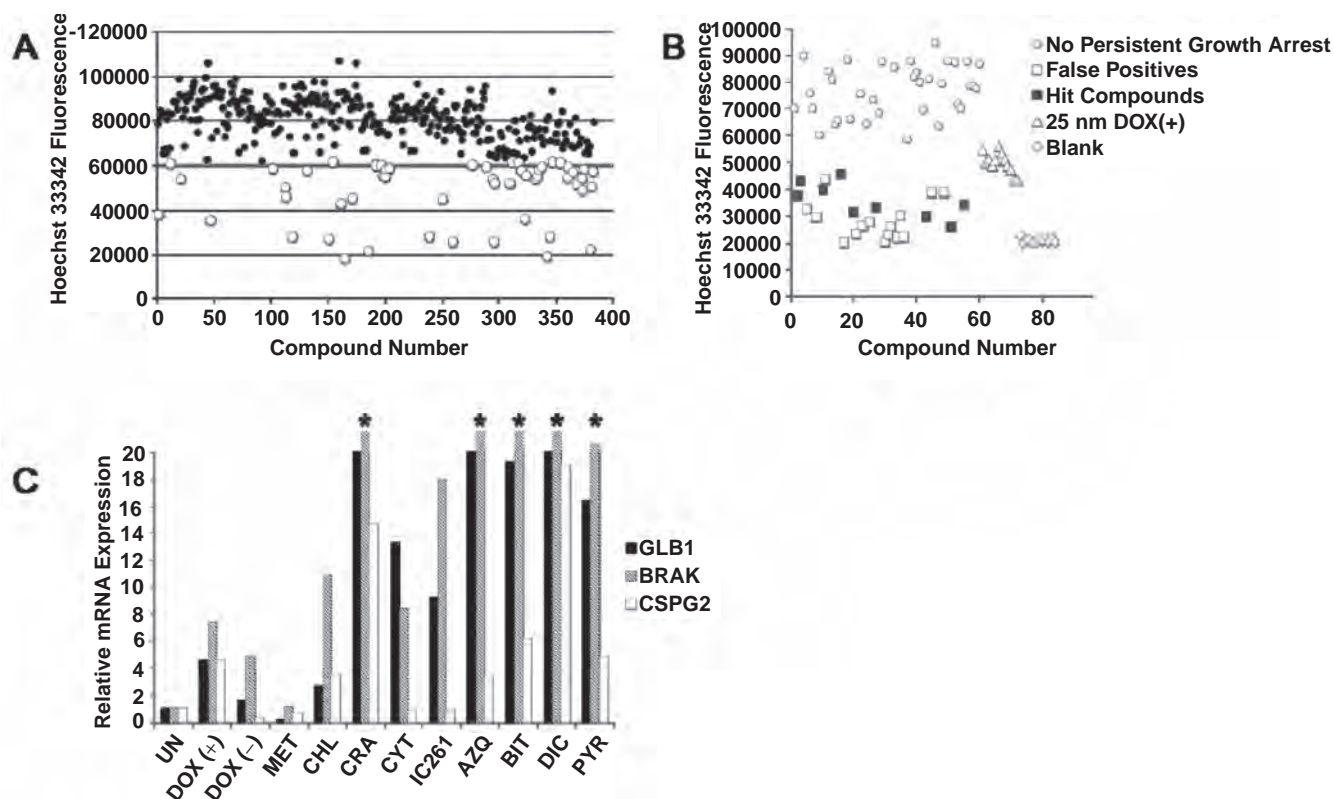 A
Hoechst 33342 Fluorescence
-120000
100000
80000
60000
40000
20000
0
0 50 100 150 200 250 300 350 400
Compound Number
B
Hoechst 33342 Fluorescence
100000
90000
80000
70000
60000
50000
40000
30000
20000
10000
0
0 20 40 60 80
Compound Number
No Persistent Growth Arrest
False Positives
Hit Compounds
25 nm DOX(+)
Blank
C
Relative mRNA Expression
20
18
16
14
12
10
8
6
4
2
0
* * * * *
UN DOX (+) DOX (–) MET CHL CRA CYT IC261 AZQ BIT DIC PYR
GLB1
BRAK
CSPG2